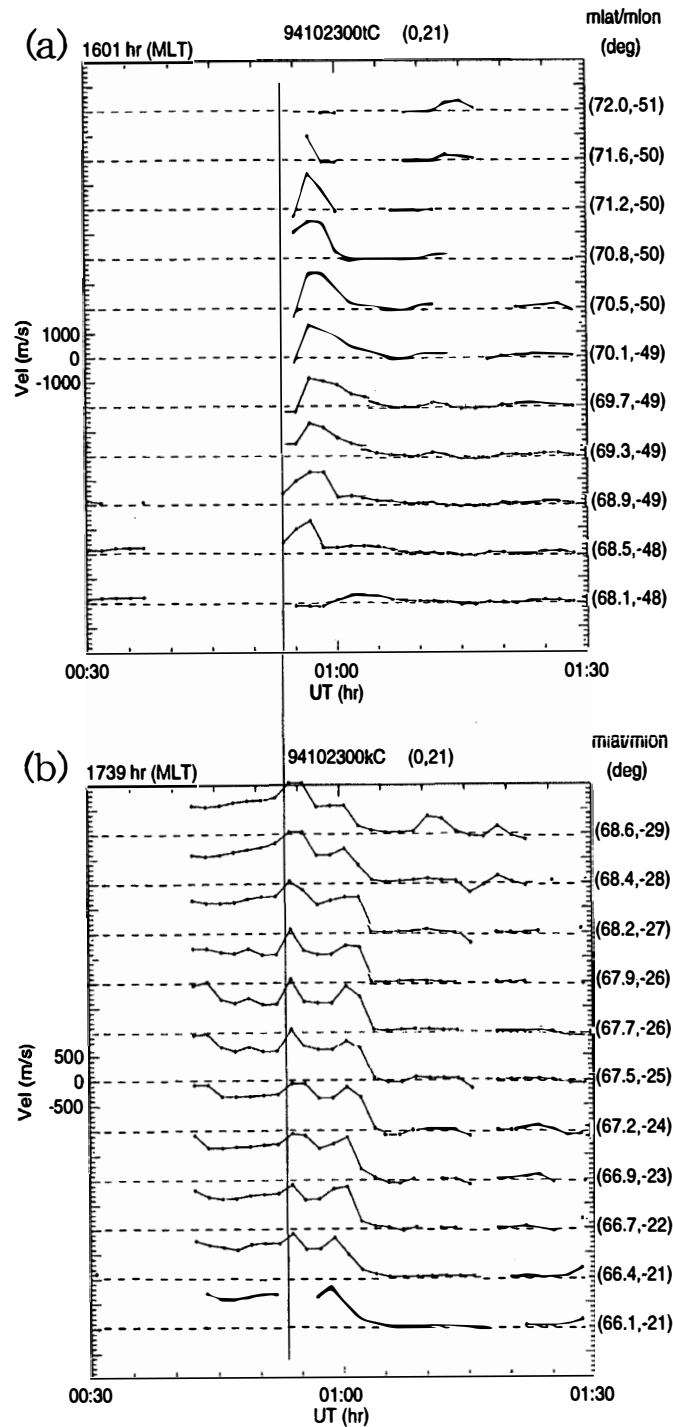 (a)
94102300tC (0,21)
mlat/mlon
(deg)
1601 hr (MLT)
(72.0,-51)
(71.6,-50)
(71.2,-50)
(70.8,-50)
(70.5,-50)
(70.1,-49)
(69.7,-49)
(69.3,-49)
(68.9,-49)
(68.5,-48)
(68.1,-48)
Vel (m/s)
1000
0
-1000
00:30
01:00
01:30
UT (hr)
(b)
94102300kC (0,21)
mlat/mlon
(deg)
1739 hr (MLT)
(68.6,-29)
(68.4,-28)
(68.2,-27)
(67.9,-26)
(67.7,-26)
(67.5,-25)
(67.2,-24)
(66.9,-23)
(66.7,-22)
(66.4,-21)
(66.1,-21)
Vel (m/s)
500
0
-500
00:30
01:00
01:30
UT (hr)